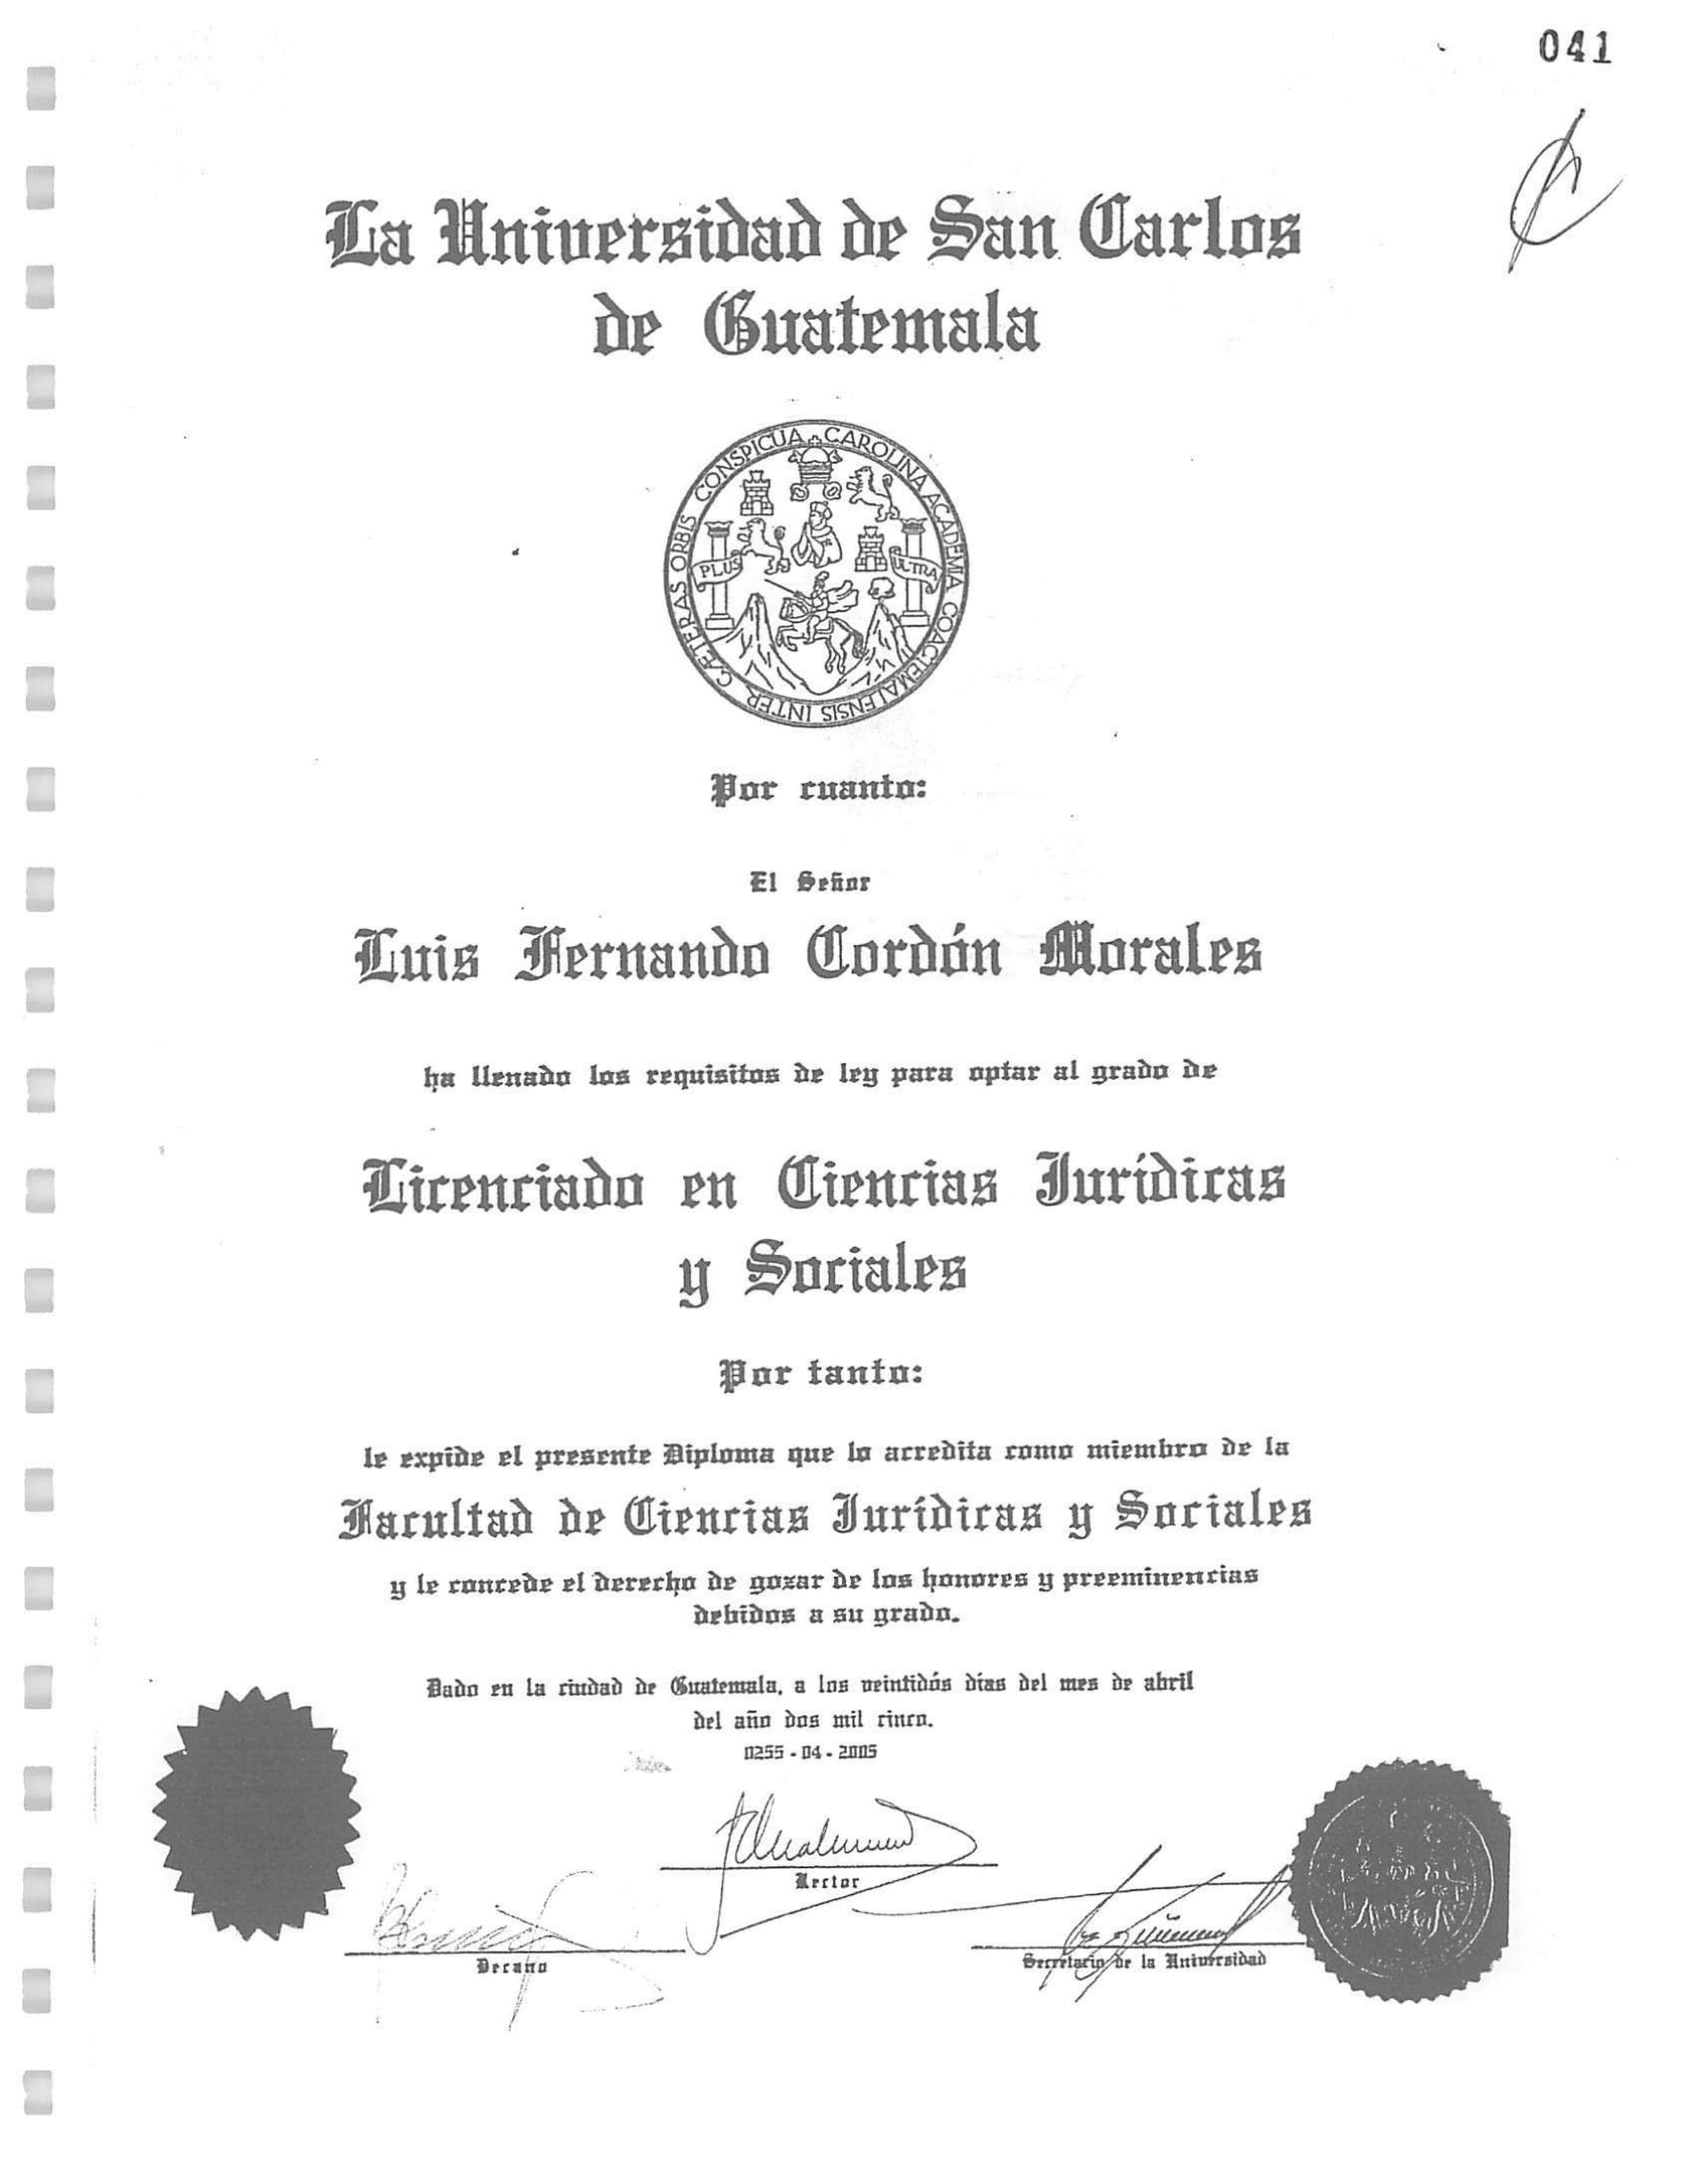 041
La Universidad de San Carlos
de Guatemala
CONSPICUA CAROLINA ACADEMIA COACTEMALENSIS INTER CÆTERAS ORBIS
PLUS
ULTRA
Por cuanto:
El Señor
Luis Fernando Cordón Morales
ha llenado los requisitos de ley para optar al grado de
Licenciado en Ciencias Jurídicas
y Sociales
Por tanto:
le expide el presente Diploma que lo acredita como miembro de la
Facultad de Ciencias Jurídicas y Sociales
y le concede el derecho de gozar de los honores y preeminencias
debidos a su grado.
Dado en la ciudad de Guatemala, a los veintidós días del mes de abril
del año dos mil cinco.
0255 - 04 - 2005
Rector
Decano
Secretario de la Universidad